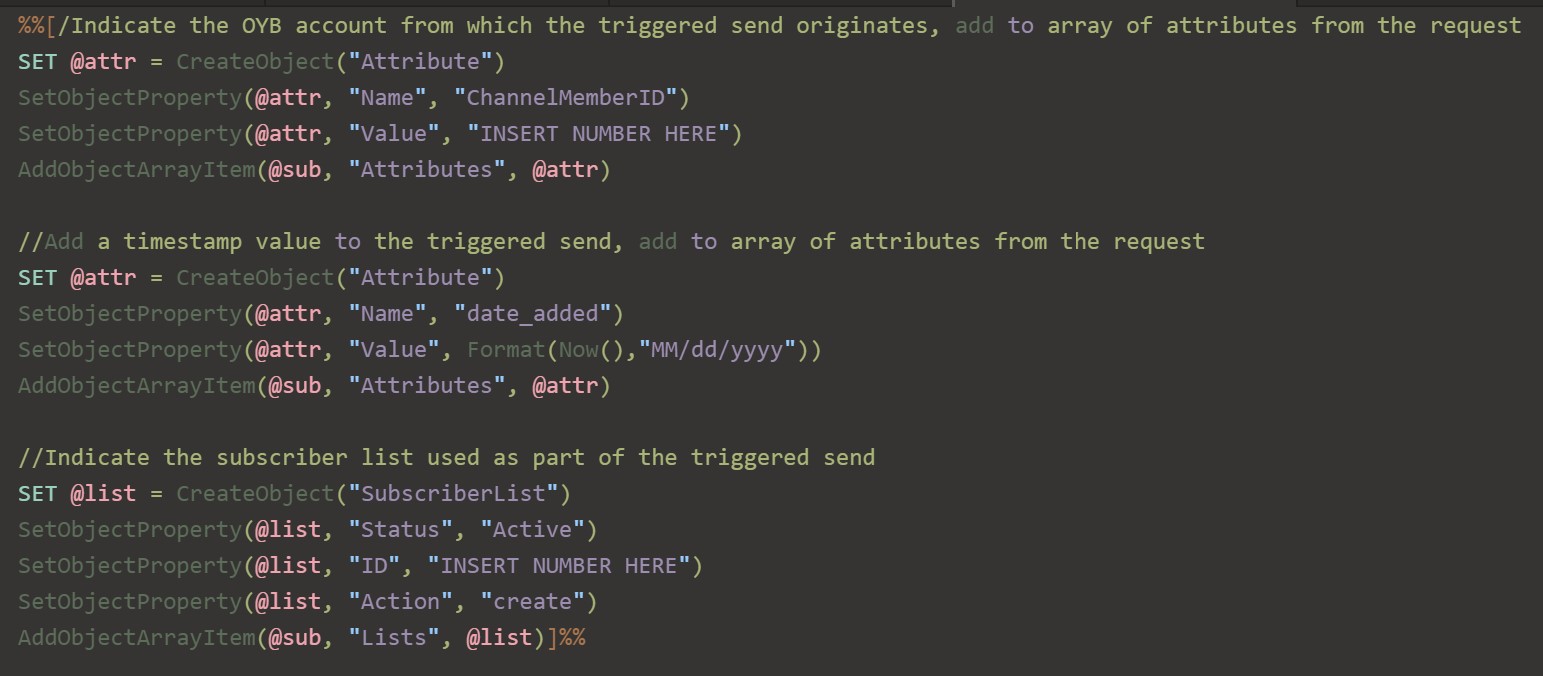 %%[/Indicate the OYB account from which the triggered send originates, add to array of attributes from the request
SET @attr = CreateObject("Attribute")
SetObjectProperty(@attr, "Name", "ChannelMemberID")
SetObjectProperty(@attr, "Value", "INSERT NUMBER HERE")
AddObjectArrayItem(@sub, "Attributes", @attr)
//Add a timestamp value to the triggered send, add to array of attributes from the request
SET @attr = CreateObject("Attribute")
SetObjectProperty(@attr, "Name", "date_added")
SetObjectProperty(@attr, "Value", Format(Now(),"MM/dd/yyyy"))
AddObjectArrayItem(@sub, "Attributes", @attr)
//Indicate the subscriber list used as part of the triggered send
SET @list = CreateObject("SubscriberList")
SetObjectProperty(@list, "Status", "Active")
SetObjectProperty(@list, "ID", "INSERT NUMBER HERE")
SetObjectProperty(@list, "Action", "create")
AddObjectArrayItem(@sub, "Lists", @list)]%%